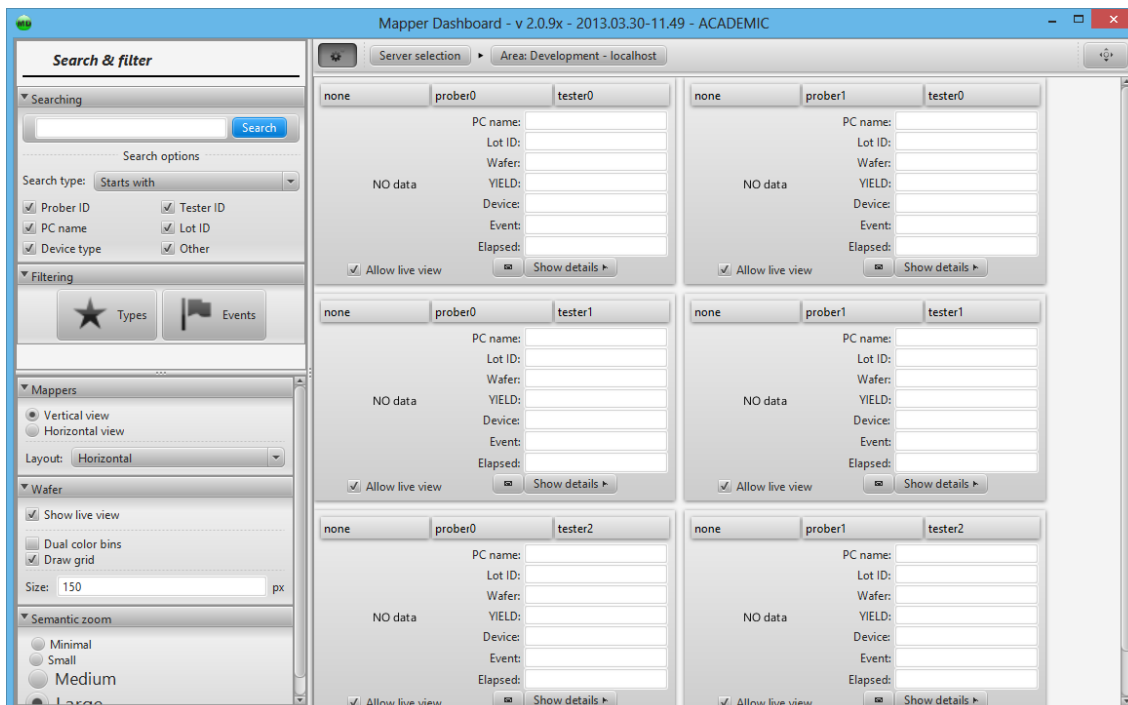 MD
Mapper Dashboard - v 2.0.9x - 2013.03.30-11.49 - ACADEMIC
Search & filter
Searching
Search
Search options
Search type: Starts with
Prober ID Tester ID
PC name Lot ID
Device type Other
Filtering
Types Events
Mappers
Vertical view
Horizontal view
Layout: Horizontal
Wafer
Show live view
Dual color bins
Draw grid
Size: 150 px
Semantic zoom
Minimal
Small
Medium
Large
Server selection Area: Development - localhost
none prober0 tester0
PC name:
Lot ID:
Wafer:
NO data YIELD:
Device:
Event:
Elapsed:
Allow live view Show details
none prober1 tester0
PC name:
Lot ID:
Wafer:
NO data YIELD:
Device:
Event:
Elapsed:
Allow live view Show details
none prober0 tester1
PC name:
Lot ID:
Wafer:
NO data YIELD:
Device:
Event:
Elapsed:
Allow live view Show details
none prober1 tester1
PC name:
Lot ID:
Wafer:
NO data YIELD:
Device:
Event:
Elapsed:
Allow live view Show details
none prober0 tester2
PC name:
Lot ID:
Wafer:
NO data YIELD:
Device:
Event:
Elapsed:
Allow live view Show details
none prober1 tester2
PC name:
Lot ID:
Wafer:
NO data YIELD:
Device:
Event:
Elapsed:
Allow live view Show details